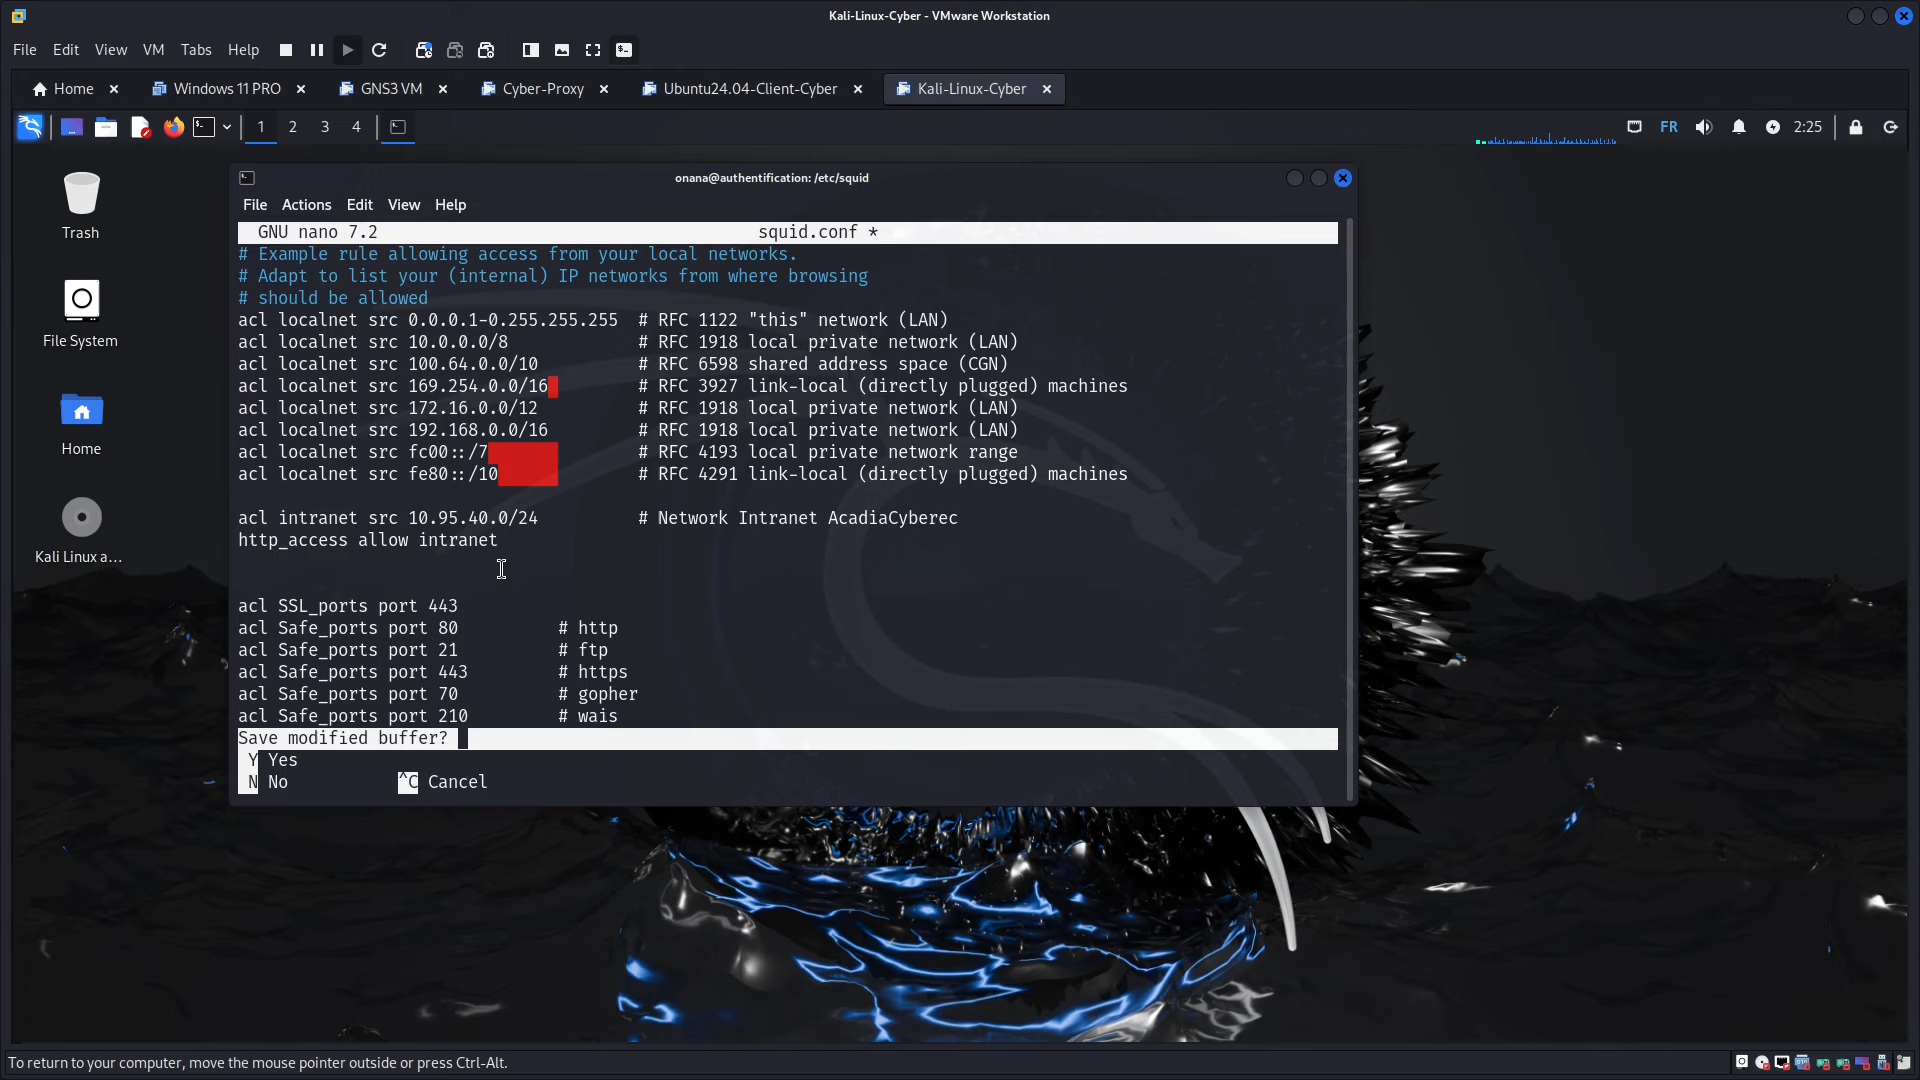 Kali-Linux-Cyber - VMware Workstation
File Edit View VM Tabs Help
Home Windows 11 PRO GNS3 VM Cyber-Proxy Ubuntu24.04-Client-Cyber Kali-Linux-Cyber
1 2 3 4 FR 2:25
Trash
File System
Home
Kali Linux a...
onana@authentification: /etc/squid
File Actions Edit View Help
GNU nano 7.2 squid.conf *
# Example rule allowing access from your local networks.
# Adapt to list your (internal) IP networks from where browsing
# should be allowed
acl localnet src 0.0.0.1-0.255.255.255 # RFC 1122 "this" network (LAN)
acl localnet src 10.0.0.0/8 # RFC 1918 local private network (LAN)
acl localnet src 100.64.0.0/10 # RFC 6598 shared address space (CGN)
acl localnet src 169.254.0.0/16 # RFC 3927 link-local (directly plugged) machines
acl localnet src 172.16.0.0/12 # RFC 1918 local private network (LAN)
acl localnet src 192.168.0.0/16 # RFC 1918 local private network (LAN)
acl localnet src fc00::/7 # RFC 4193 local private network range
acl localnet src fe80::/10 # RFC 4291 link-local (directly plugged) machines
acl intranet src 10.95.40.0/24 # Network Intranet AcadiaCyberec
http_access allow intranet
acl SSL_ports port 443
acl Safe_ports port 80 # http
acl Safe_ports port 21 # ftp
acl Safe_ports port 443 # https
acl Safe_ports port 70 # gopher
acl Safe_ports port 210 # wais
Save modified buffer?
Y Yes
N No ^C Cancel
To return to your computer, move the mouse pointer outside or press Ctrl-Alt.